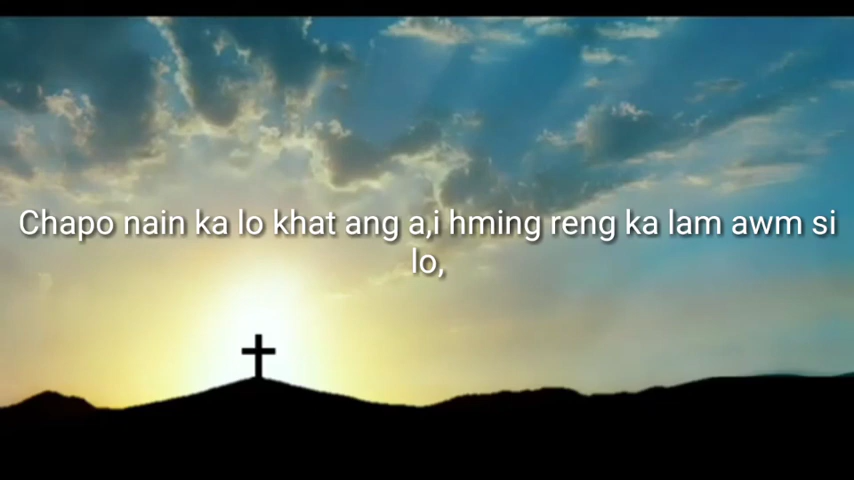 Chapo nain ka lo khat ang a,i hming reng ka lam awm si
lo,